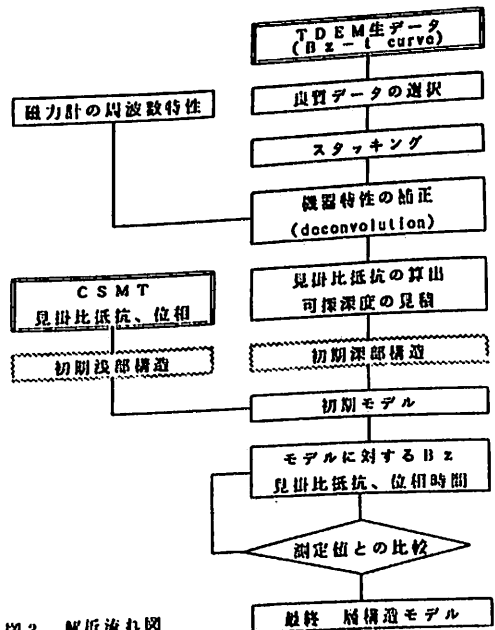 TDEM生データ
(Bz-t curve)
良質データの選択
磁力計の周波数特性
スタッキング
機器特性の補正
(deconvolution)
見掛比抵抗の算出
可探深度の見積
CSMT
見掛比抵抗、位相
初期浅部構造
初期深部構造
初期モデル
モデルに対するBz
見掛比抵抗、位相時間
測定値との比較
最終 層構造モデル
解析流れ図